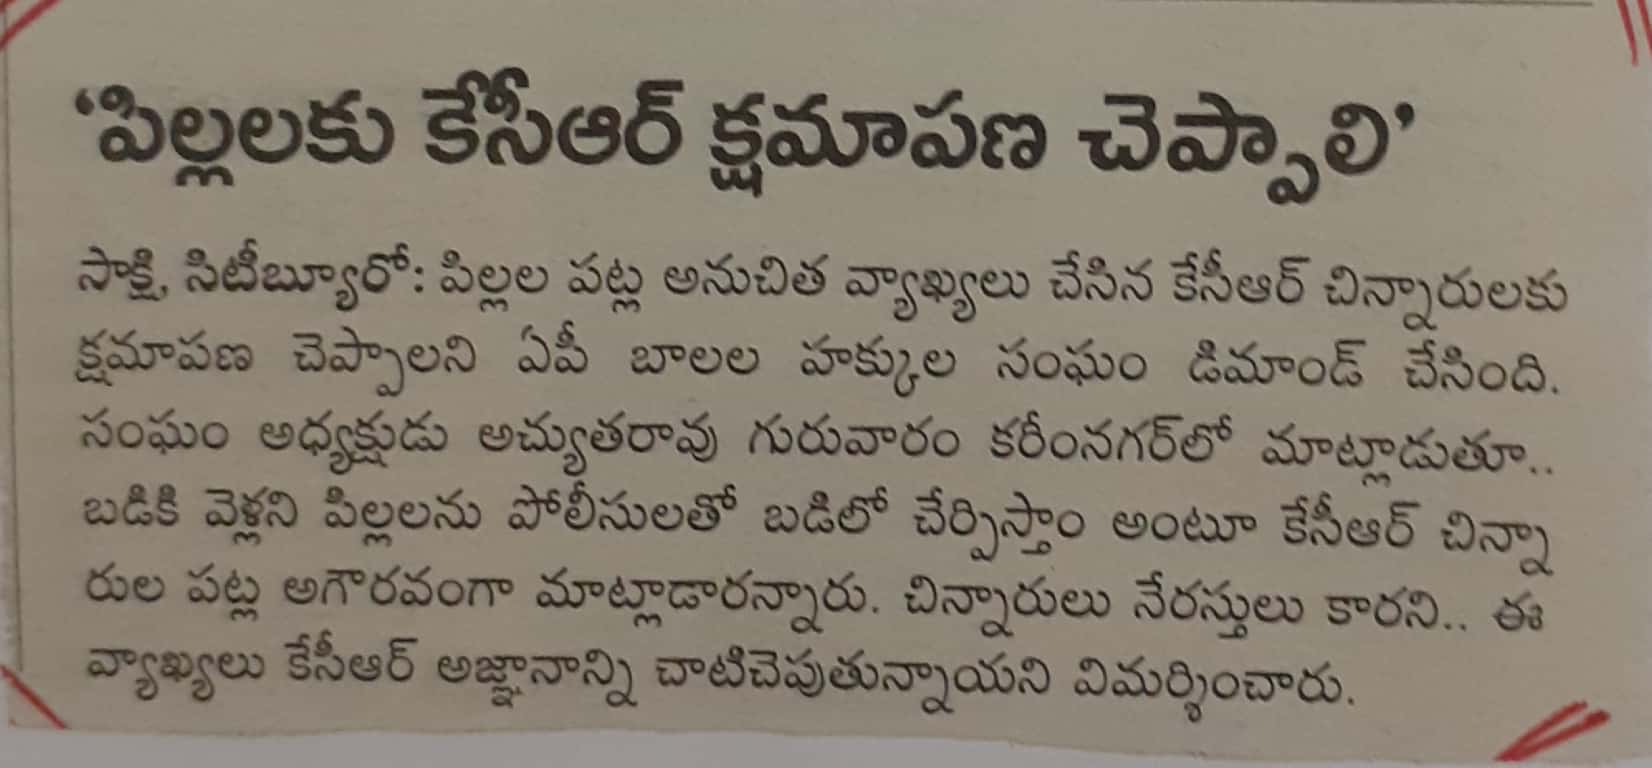 ‘పిల్లలకు కేసీఆర్ క్షమాపణ చెప్పాలి’
సాక్షి, సిటీబ్యూరో: పిల్లల పట్ల అనుచిత వ్యాఖ్యలు చేసిన కేసీఆర్ చిన్నారులకు
క్షమాపణ చెప్పాలని ఏపీ బాలల హక్కుల సంఘం డిమాండ్ చేసింది.
సంఘం అధ్యక్షుడు అచ్యుతరావు గురువారం కరీంనగర్‌లో మాట్లాడుతూ..
బడికి వెళ్లని పిల్లలను పోలీసులతో బడిలో చేర్పిస్తాం అంటూ కేసీఆర్ చిన్నా
రుల పట్ల అగౌరవంగా మాట్లాడారన్నారు. చిన్నారులు నేరస్తులు కారని.. ఈ
వ్యాఖ్యలు కేసీఆర్ అజ్ఞానాన్ని చాటిచెపుతున్నాయని విమర్శించారు.